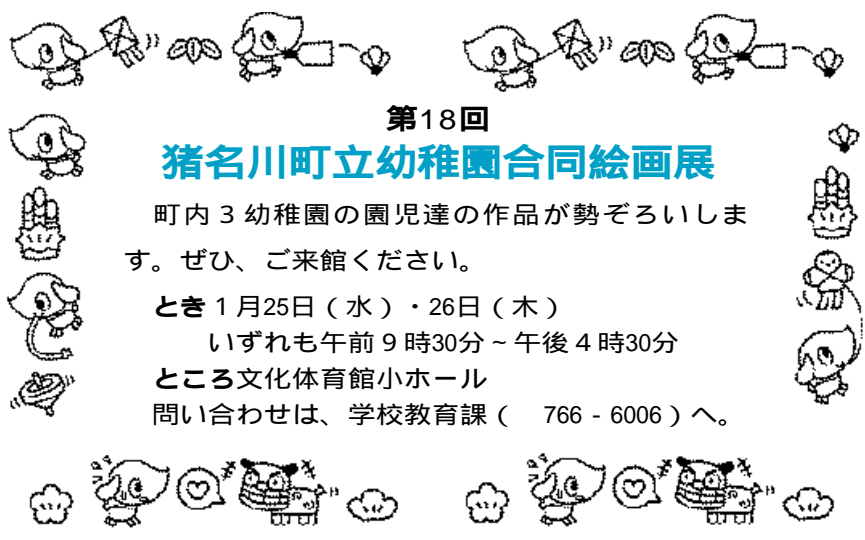 第18回
猪名川町立幼稚園合同絵画展
町内３幼稚園の園児達の作品が勢ぞろいしま
す。ぜひ、ご来館ください。
とき１月25日（水）・26日（木）
いずれも午前９時30分～午後４時30分
ところ文化体育館小ホール
問い合わせは、学校教育課（　766‐6006）へ。